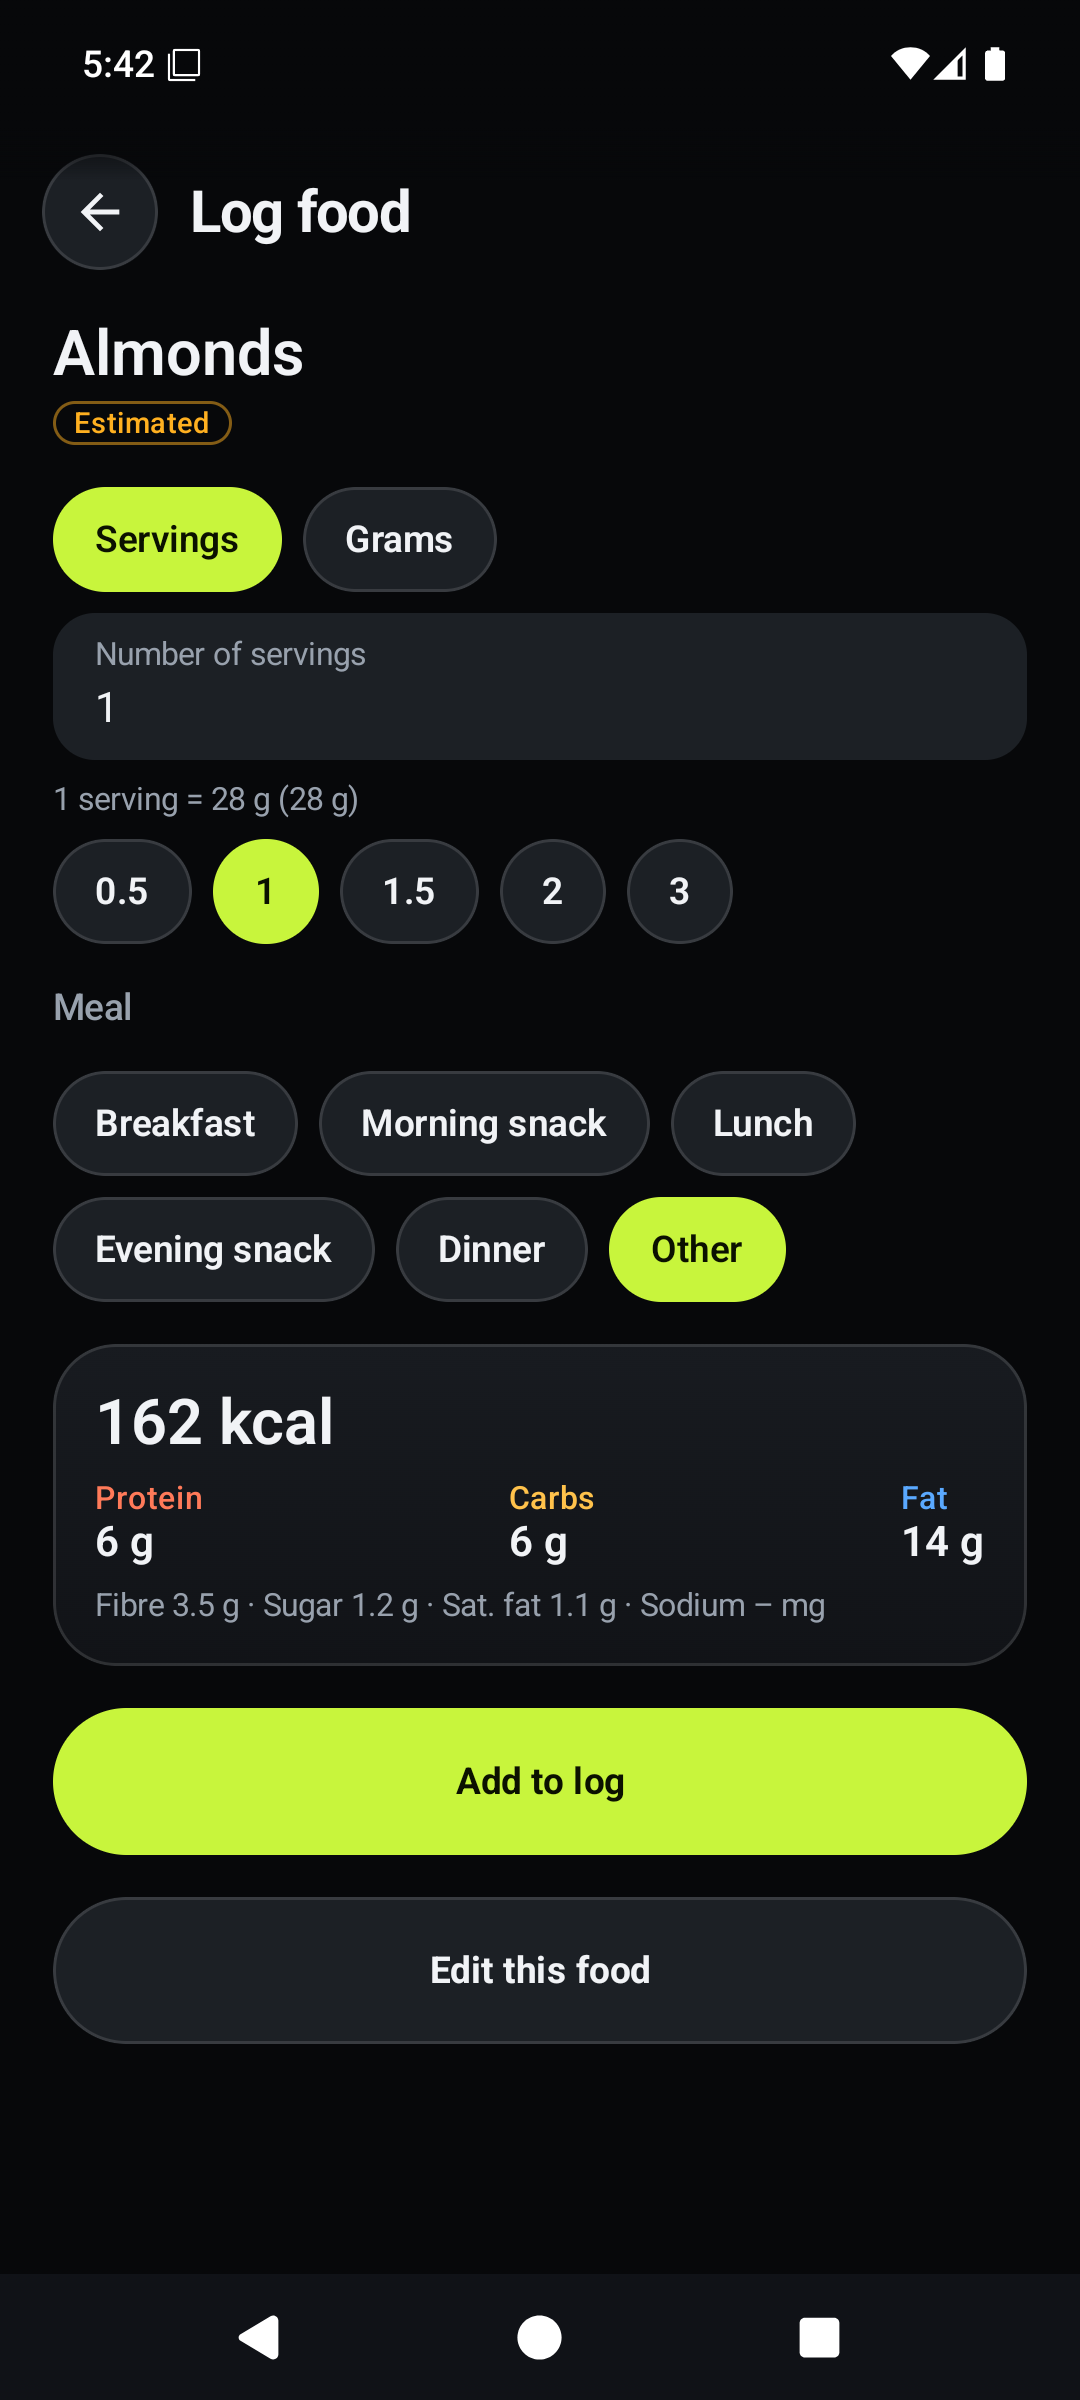 5:42
Log food
Almonds
Estimated
Servings Grams
Number of servings
1
1 serving = 28 g (28 g)
0.5 1 1.5 2 3
Meal
Breakfast Morning snack Lunch
Evening snack Dinner Other
162 kcal
Protein Carbs Fat
6 g 6 g 14 g
Fibre 3.5 g · Sugar 1.2 g · Sat. fat 1.1 g · Sodium – mg
Add to log
Edit this food